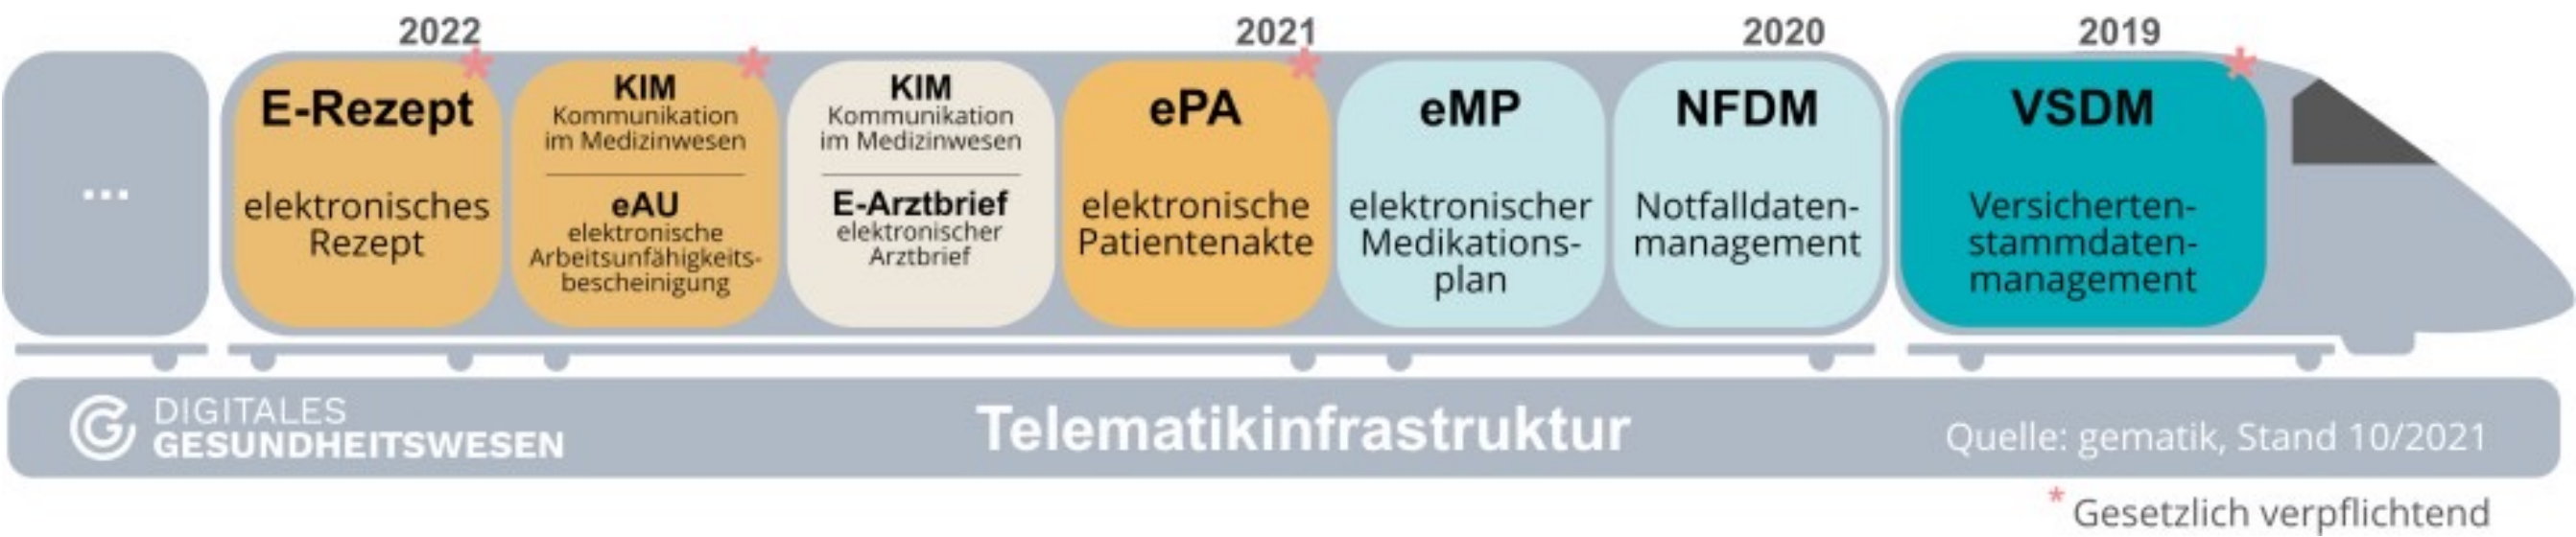 2022
2021
2020
2019
...
E-Rezept
*
elektronisches
Rezept
KIM
*
Kommunikation
im Medizinwesen
eAU
elektronische
Arbeitsunfähigkeits-
bescheinigung
KIM
Kommunikation
im Medizinwesen
E-Arztbrief
elektronischer
Arztbrief
ePA
*
elektronische
Patientenakte
eMP
elektronischer
Medikations-
plan
NFDM
Notfalldaten-
management
VSDM
*
Versicherten-
stammdaten-
management
DIGITALES
GESUNDHEITSWESEN
Telematikinfrastruktur
Quelle: gematik, Stand 10/2021
* Gesetzlich verpflichtend